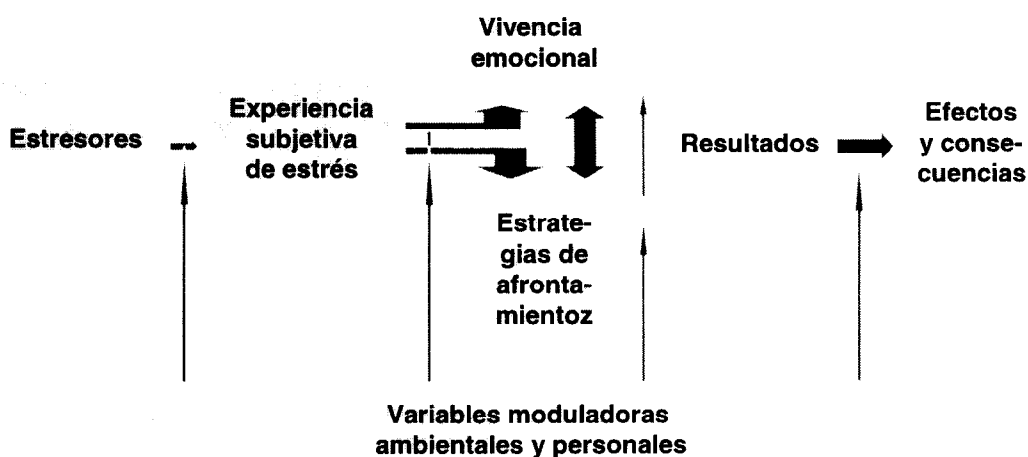 Vivencia
emocional
Estresores
Experiencia
subjetiva
de estrés
Resultados
Efectos
y conse-
cuencias
Estrate-
gias de
afronta-
mientoz
Variables moduladoras
ambientales y personales